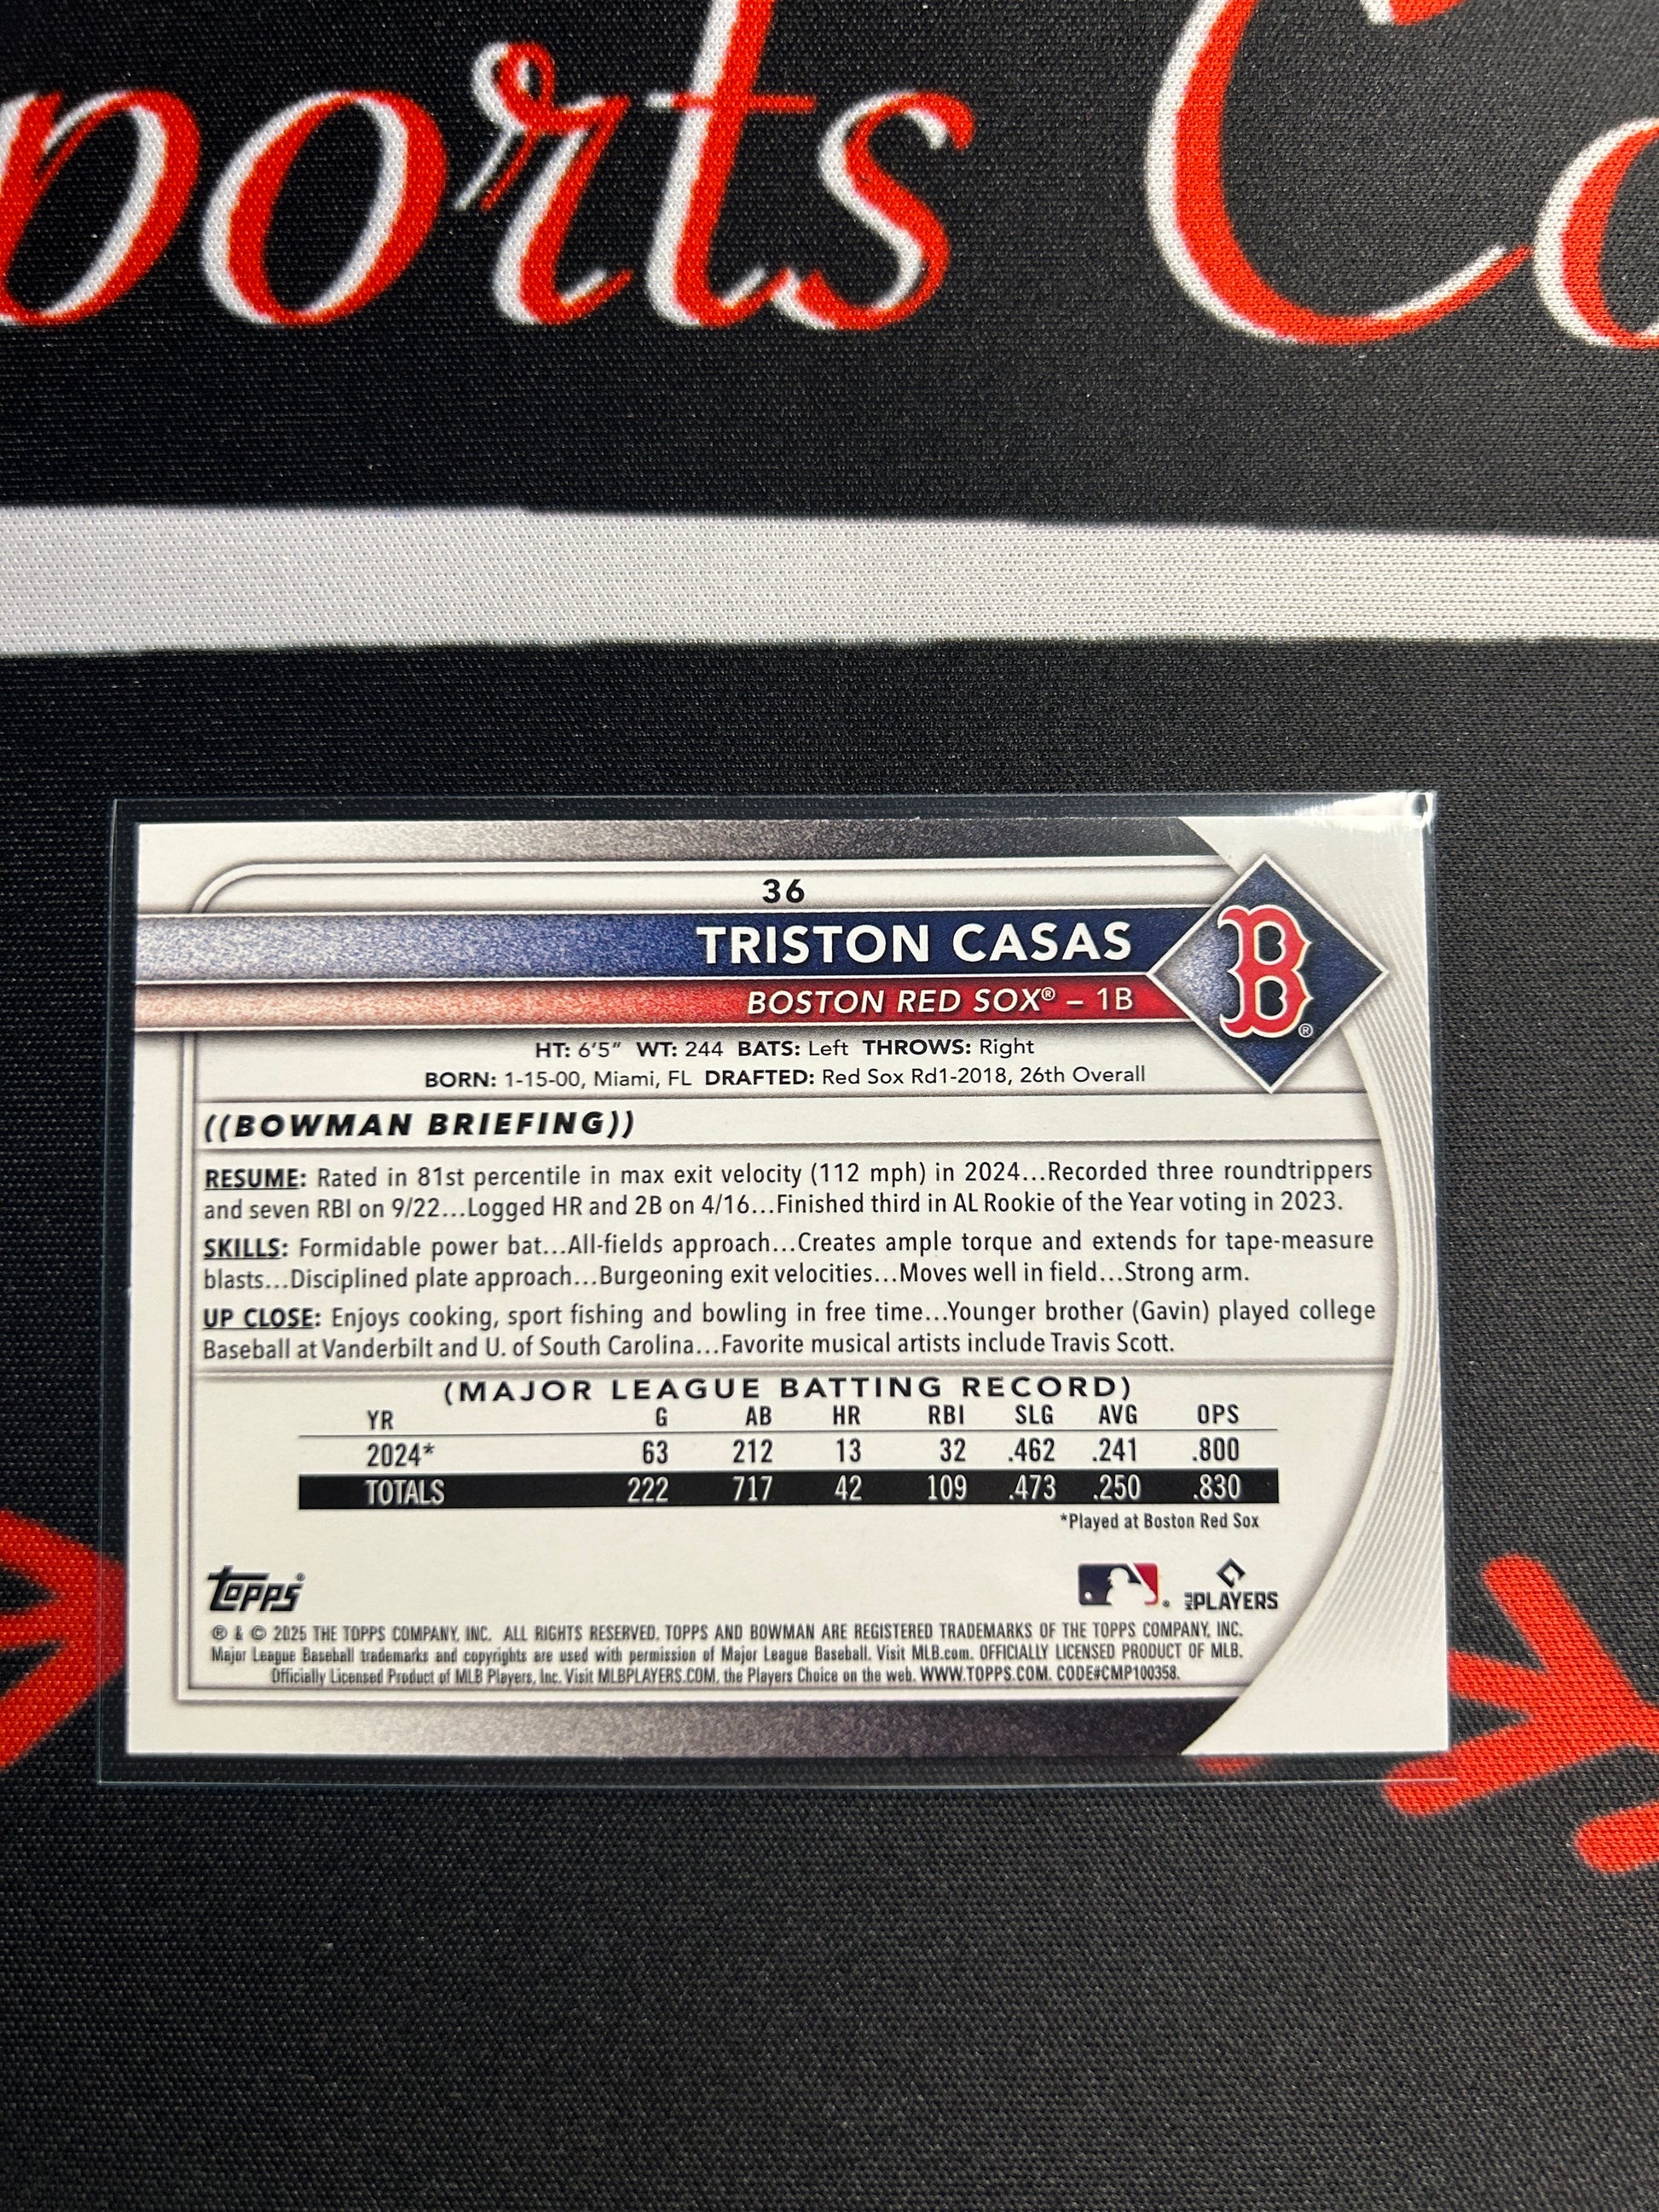 ports Co
36
TRISTON CASAS
BOSTON RED SOX® – 1B
B
®
HT: 6'5" WT: 244 BATS: Left THROWS: Right
BORN: 1-15-00, Miami, FL DRAFTED: Red Sox Rd1-2018, 26th Overall
((BOWMAN BRIEFING))
RESUME: Rated in 81st percentile in max exit velocity (112 mph) in 2024...Recorded three roundtrippers
and seven RBI on 9/22...Logged HR and 2B on 4/16...Finished third in AL Rookie of the Year voting in 2023.
SKILLS: Formidable power bat...All-fields approach...Creates ample torque and extends for tape-measure
blasts...Disciplined plate approach...Burgeoning exit velocities...Moves well in field...Strong arm.
UP CLOSE: Enjoys cooking, sport fishing and bowling in free time...Younger brother (Gavin) played college
Baseball at Vanderbilt and U. of South Carolina...Favorite musical artists include Travis Scott.
(MAJOR LEAGUE BATTING RECORD)
YR G AB HR RBI SLG AVG OPS
2024* 63 212 13 32 .462 .241 .800
TOTALS 222 717 42 109 .473 .250 .830
*Played at Boston Red Sox
topps® MLB PLAYERS
® & © 2025 THE TOPPS COMPANY, INC. ALL RIGHTS RESERVED. TOPPS AND BOWMAN ARE REGISTERED TRADEMARKS OF THE TOPPS COMPANY, INC.
Major League Baseball trademarks and copyrights are used with permission of Major League Baseball. Visit MLB.com. OFFICIALLY LICENSED PRODUCT OF MLB.
Officially Licensed Product of MLB Players, Inc. Visit MLBPLAYERS.COM, the Players Choice on the web. WWW.TOPPS.COM. CODE#CMP100358.